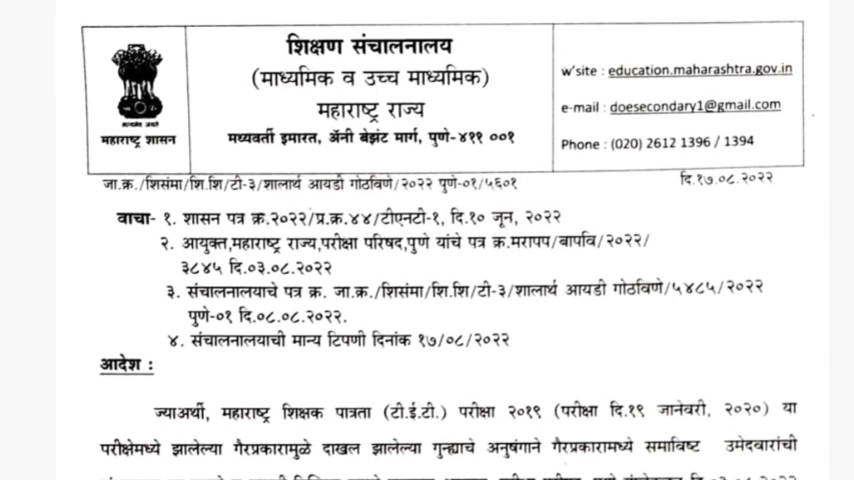 शिक्षण संचालनालय
(माध्यमिक व उच्च माध्यमिक)
महाराष्ट्र राज्य
मध्यवर्ती इमारत, ॲनी बेझंट मार्ग, पुणे-४११ ००१
महाराष्ट्र शासन
w'site : education.maharashtra.gov.in
e-mail : doesecondary1@gmail.com
Phone : (020) 2612 1396 / 1394
जा.क्र./शिसंमा/शि.शि/टी-३/शालार्थ आयडी गोठविणे/२०२२ पुणे-०१/५६०१
दि.१७.०८.२०२२
वाचा- १. शासन पत्र क्र.२०२२/प्र.क्र.४४/टीएनटी-१, दि.१० जून, २०२२
२. आयुक्त,महाराष्ट्र राज्य,परीक्षा परिषद,पुणे यांचे पत्र क्र.मरापप/बापवि/२०२२/
३८४५ दि.०३.०८.२०२२
३. संचालनालयाचे पत्र क्र. जा.क्र./शिसंमा/शि.शि/टी-३/शालार्थ आयडी गोठविणे/५४८५/२०२२
पुणे-०१ दि.०८.०८.२०२२.
४. संचालनालयाची मान्य टिपणी दिनांक १७/०८/२०२२
आदेश :
ज्याअर्थी, महाराष्ट्र शिक्षक पात्रता (टी.ई.टी.) परीक्षा २०१९ (परीक्षा दि.१९ जानेवरी, २०२०) या
परीक्षेमध्ये झालेल्या गैरप्रकारामुळे दाखल झालेल्या गुन्ह्याचे अनुषंगाने गैरप्रकारामध्ये समाविष्ट उमेदवारांची